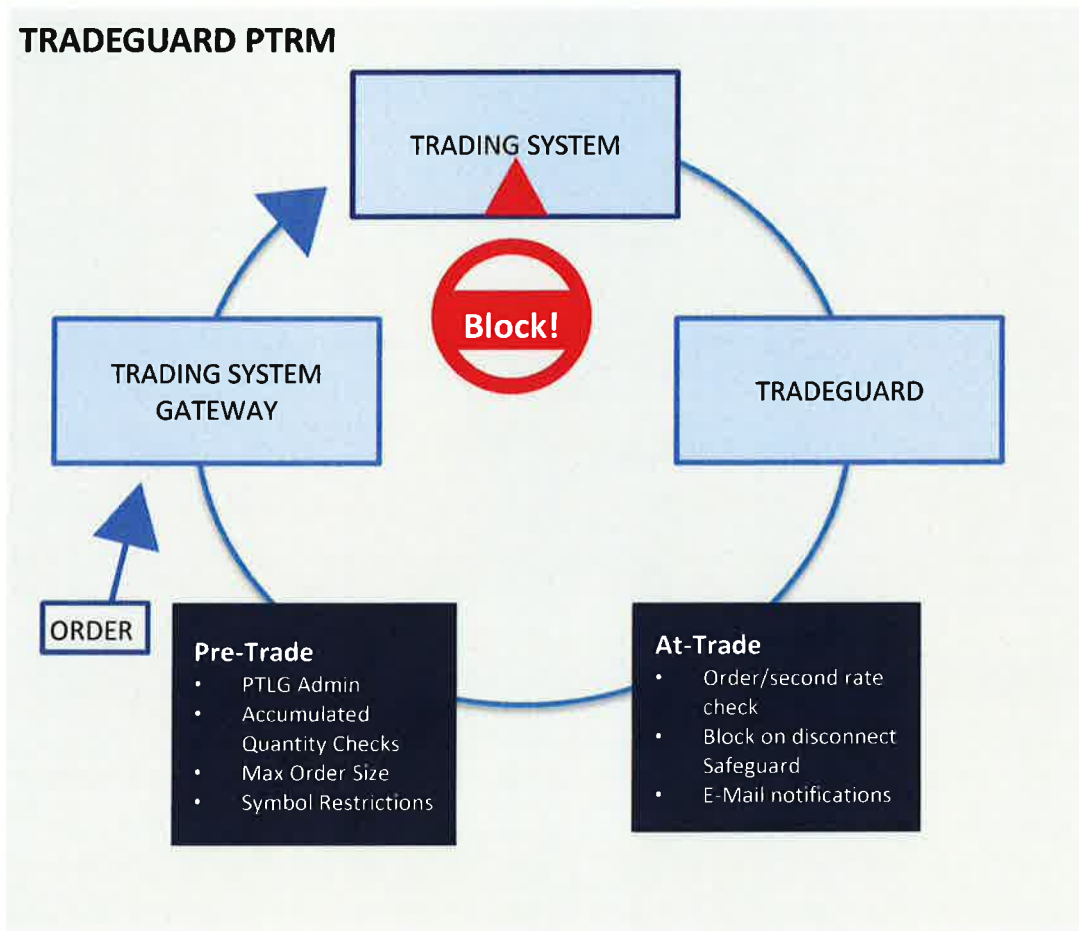 TRADEGUARD PTRM
TRADING SYSTEM
Block!
TRADING SYSTEM
GATEWAY
TRADEGUARD
ORDER
Pre-Trade
• PTLG Admin
• Accumulated
Quantity Checks
• Max Order Size
• Symbol Restrictions
At-Trade
• Order/second rate
check
• Block on disconnect
Safeguard
• E-Mail notifications